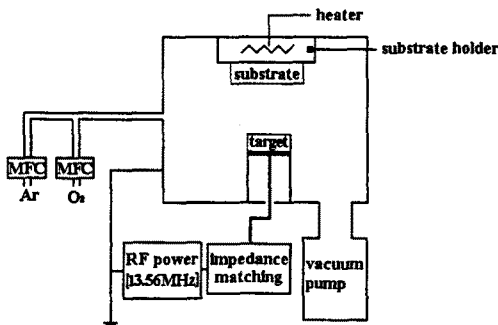 heater
substrate holder
substrate
target
MFC MFC
Ar O₂
RF power
[13.56MHz]
impedance
matching
vacuum
pump